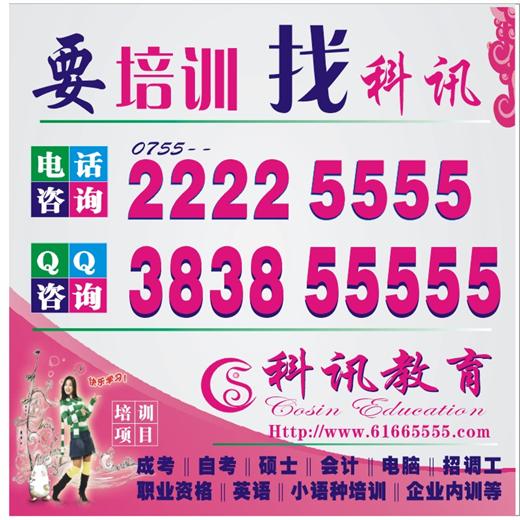 要培训找科讯
0755--
电话咨询
2222 5555
QQ咨询
3838 55555
快乐学习!
科讯教育
Cosin Education
Http://www.61665555.com
培训项目
成考 || 自考 || 硕士 || 会计 || 电脑 || 招调工
职业资格 || 英语 || 小语种培训 || 企业内训等